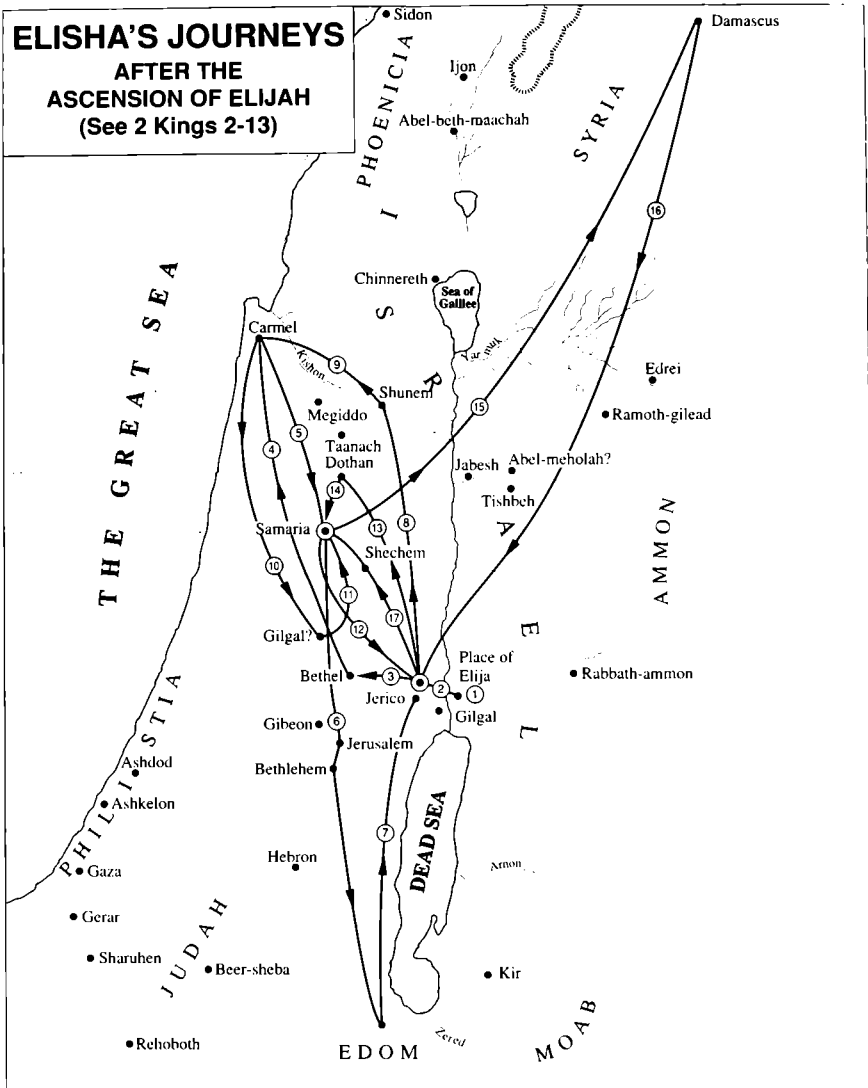 ELISHA'S JOURNEYS
AFTER THE
ASCENSION OF ELIJAH
(See 2 Kings 2-13)
Sidon
Damascus
PHOENICIA
Ijon
Abel-beth-maachah
SYRIA
16
ISRAEL
THE GREAT SEA
Chinnereth
Sea of
Galilee
Carmel
Kishon
Yarmuk
9
Edrei
Shunem
Megiddo
15
Ramoth-gilead
5
4
Taanach
Dothan
Jabesh
Abel-meholah?
Tishbeh
14
Samaria
13
8
AMMON
Shechem
10
11
17
12
Gilgal?
Place of
Elija
Bethel
3
2
1
Rabbath-ammon
Jerico
Gilgal
Gibeon
6
Jerusalem
Bethlehem
PHILISTIA
Ashdod
Ashkelon
7
DEAD SEA
Hebron
Arnon
Gaza
Gerar
JUDAH
Sharuhen
Beer-sheba
Kir
Rehoboth
EDOM
Zered
MOAB